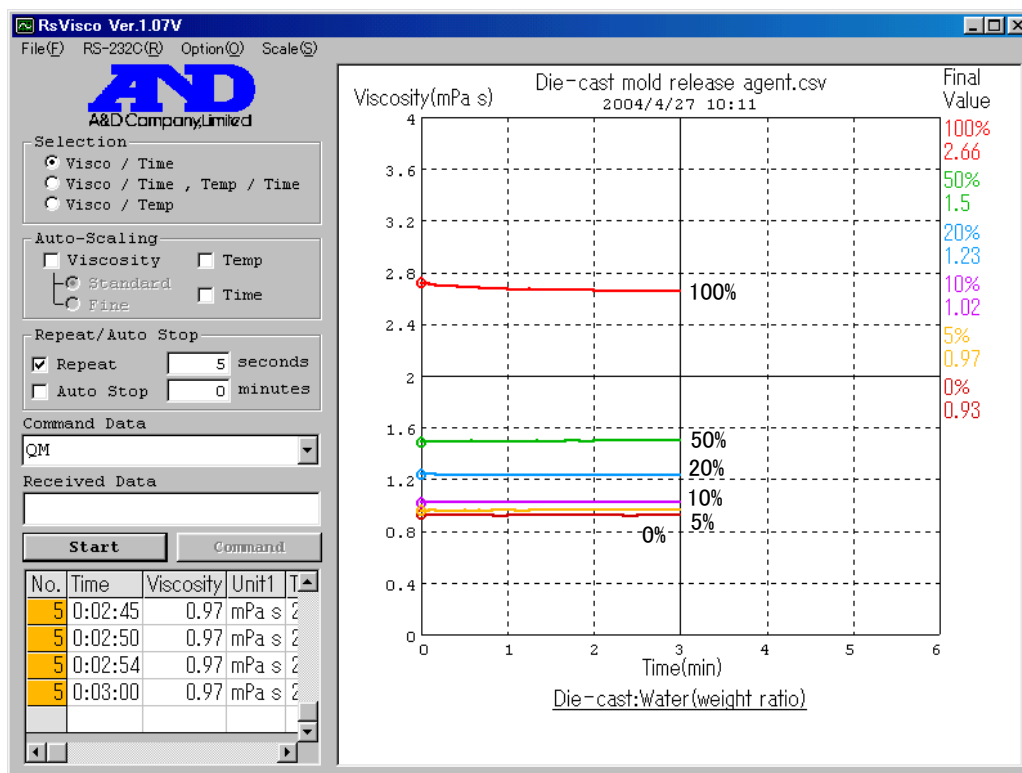 RsVisco Ver.1.07V
File(F) RS-232C(R) Option(O) Scale(S)
AND
A&D Company,Limited
Selection
Visco / Time
Visco / Time , Temp / Time
Visco / Temp
Auto-Scaling
Viscosity Temp
Standard
Fine
Time
Repeat/Auto Stop
Repeat 5 seconds
Auto Stop 0 minutes
Command Data
QM
Received Data
Start Command
No. Time Viscosity Unit1 T
5 0:02:45 0.97 mPa s 2
5 0:02:50 0.97 mPa s 2
5 0:02:54 0.97 mPa s 2
5 0:03:00 0.97 mPa s 2
Die-cast mold release agent.csv
2004/4/27 10:11
Viscosity(mPa s)
4
3.6
3.2
2.8
2.4
2
1.6
1.2
0.8
0.4
0
100%
50%
20%
10%
5%
0%
0 1 2 3 4 5 6
Time(min)
Die-cast:Water(weight ratio)
Final
Value
100%
2.66
50%
1.5
20%
1.23
10%
1.02
5%
0.97
0%
0.93